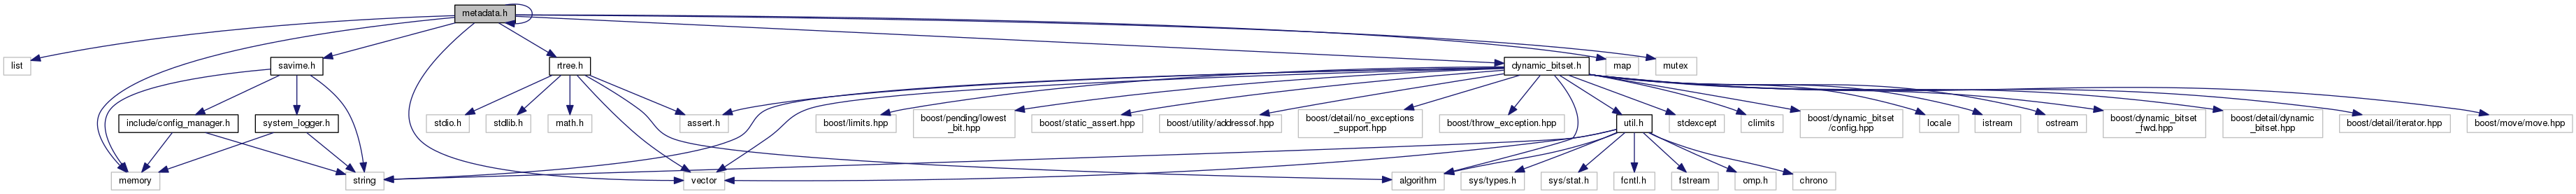 metadata.h
list
savime.h
rtree.h
dynamic_bitset.h
map
mutex
include/config_manager.h
system_logger.h
stdio.h
stdlib.h
math.h
assert.h
boost/limits.hpp
boost/pending/lowest
_bit.hpp
boost/static_assert.hpp
boost/utility/addressof.hpp
boost/detail/no_exceptions
_support.hpp
boost/throw_exception.hpp
util.h
stdexcept
climits
boost/dynamic_bitset
/config.hpp
locale
istream
ostream
boost/dynamic_bitset
_fwd.hpp
boost/detail/dynamic
_bitset.hpp
boost/detail/iterator.hpp
boost/move/move.hpp
memory
string
vector
algorithm
sys/types.h
sys/stat.h
fcntl.h
fstream
omp.h
chrono